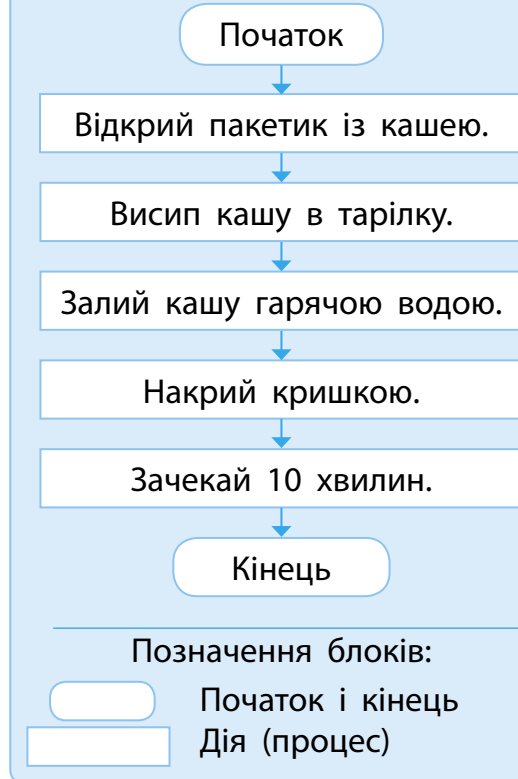 Початок
Відкрий пакетик із кашею.
Висип кашу в тарілку.
Залий кашу гарячою водою.
Накрий кришкою.
Зачекай 10 хвилин.
Кінець
Позначення блоків:
Початок і кінець
Дія (процес)